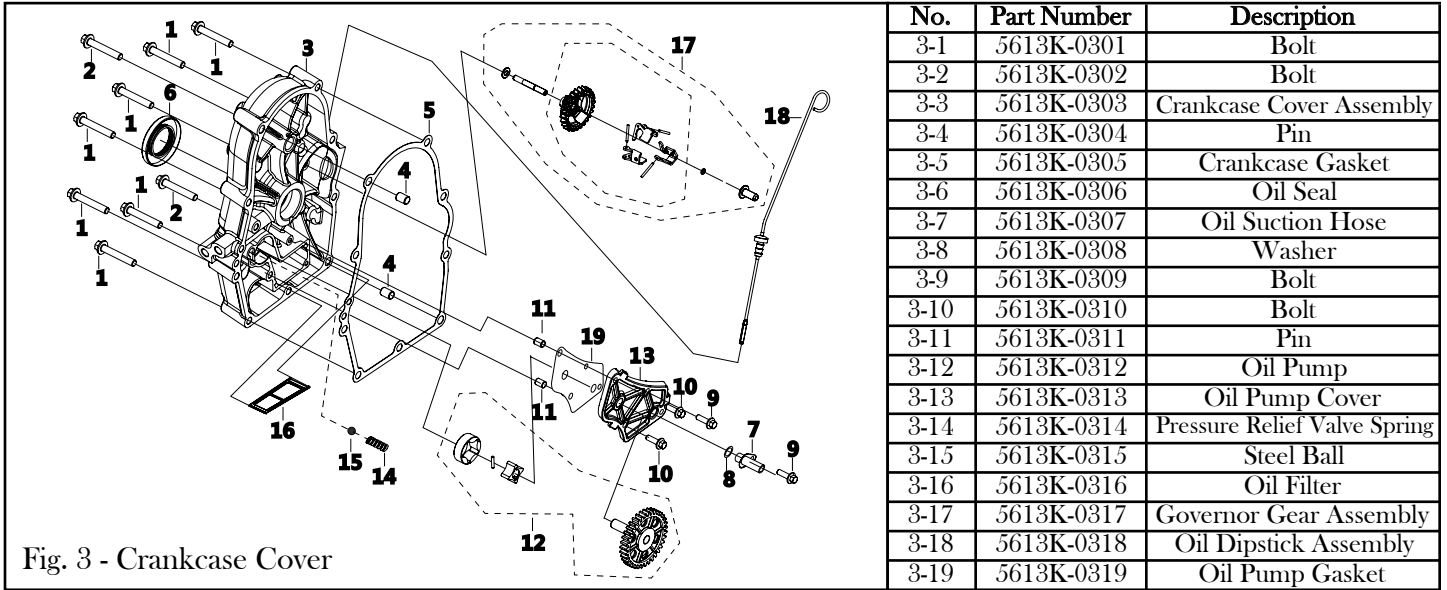 1
1
3
2
1
6
1
1
5
4
17
18
1
1
2
1
1
4
11
19
13
10
9
7
16
11
15
14
10
8
9
12
Fig. 3 - Crankcase Cover
No. Part Number Description
3-1 5613K-0301 Bolt
3-2 5613K-0302 Bolt
3-3 5613K-0303 Crankcase Cover Assembly
3-4 5613K-0304 Pin
3-5 5613K-0305 Crankcase Gasket
3-6 5613K-0306 Oil Seal
3-7 5613K-0307 Oil Suction Hose
3-8 5613K-0308 Washer
3-9 5613K-0309 Bolt
3-10 5613K-0310 Bolt
3-11 5613K-0311 Pin
3-12 5613K-0312 Oil Pump
3-13 5613K-0313 Oil Pump Cover
3-14 5613K-0314 Pressure Relief Valve Spring
3-15 5613K-0315 Steel Ball
3-16 5613K-0316 Oil Filter
3-17 5613K-0317 Governor Gear Assembly
3-18 5613K-0318 Oil Dipstick Assembly
3-19 5613K-0319 Oil Pump Gasket